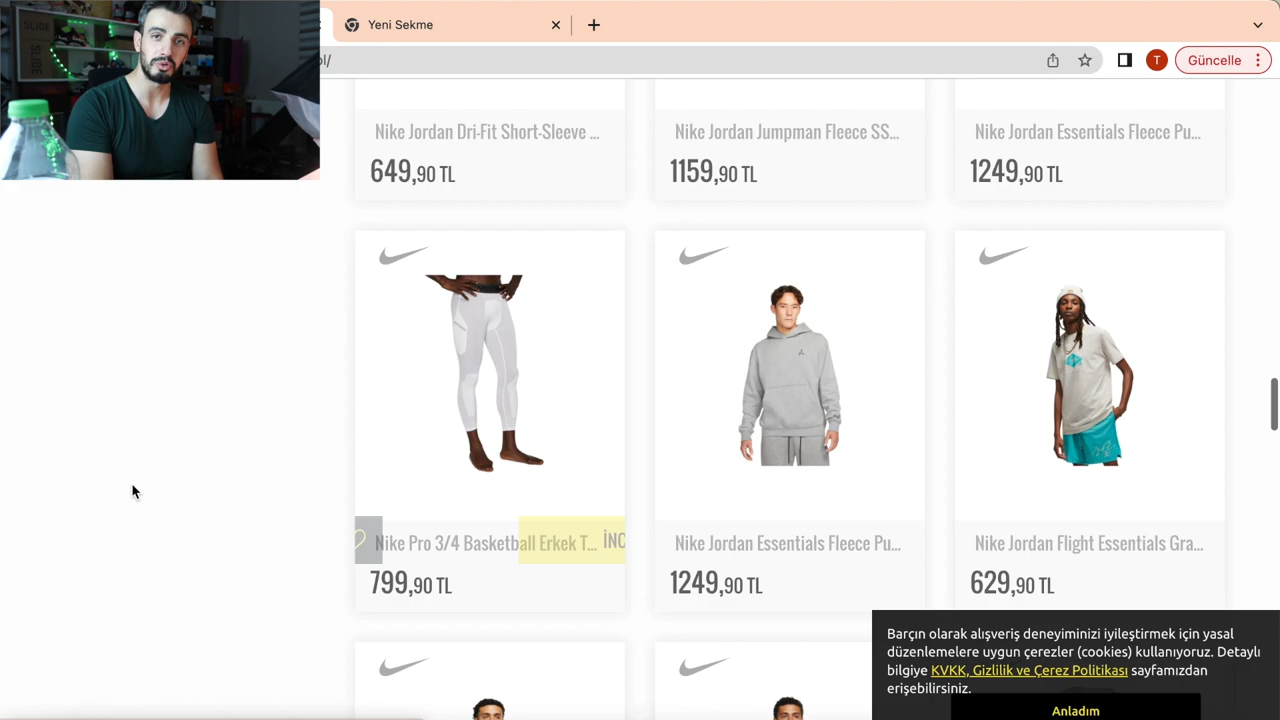 Yeni Sekme
ol/
T
Güncelle
Nike Jordan Dri-Fit Short-Sleeve ...
Nike Jordan Jumpman Fleece SS...
Nike Jordan Essentials Fleece Pu...
649,90 TL
1159,90 TL
1249,90 TL
Nike Pro 3/4 Basketball Erkek T...
İNC
Nike Jordan Essentials Fleece Pu...
Nike Jordan Flight Essentials Gra...
799,90 TL
1249,90 TL
629,90 TL
Barçın olarak alışveriş deneyiminizi iyileştirmek için yasal
düzenlemelere uygun çerezler (cookies) kullanıyoruz. Detaylı
bilgiye KVKK, Gizlilik ve Çerez Politikası sayfamızdan
erişebilirsiniz.
Anladım
SLIDE
SLIDE